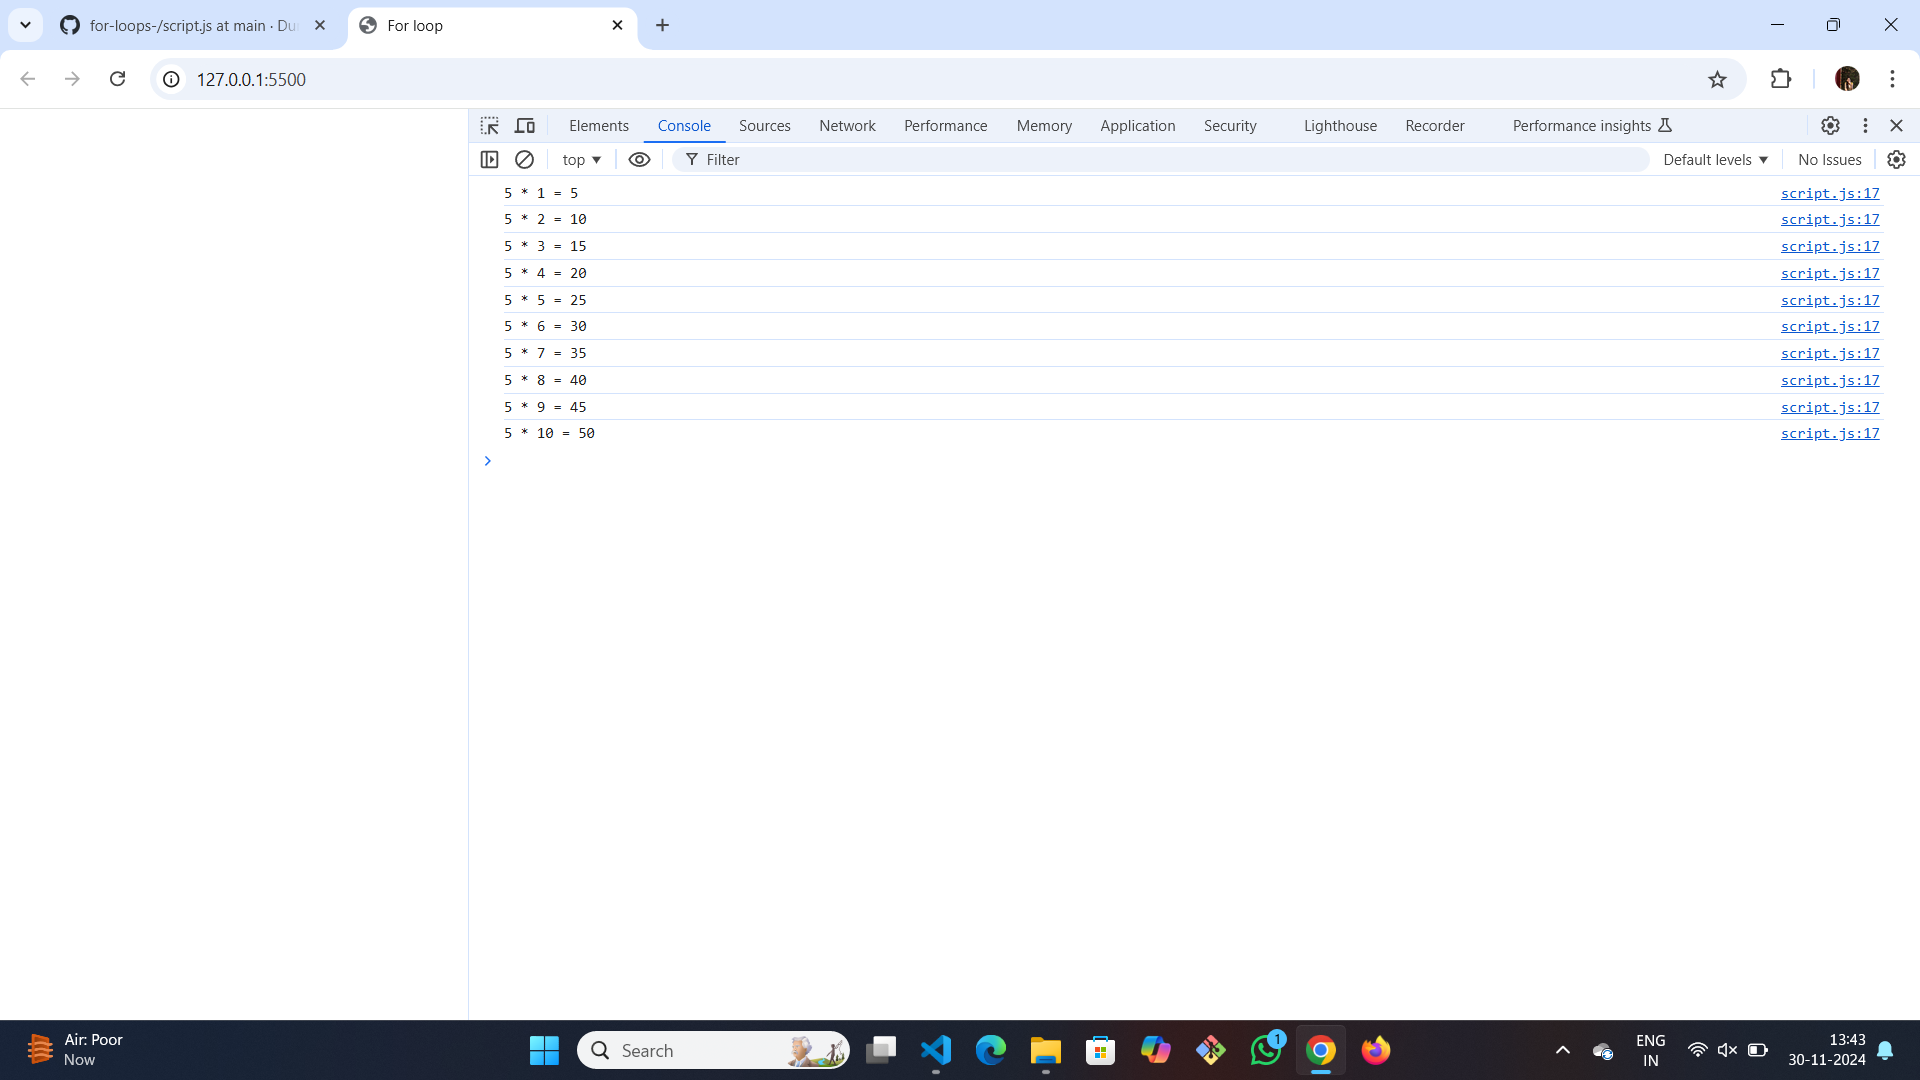 for-loops-/script.js at main · Du
For loop
127.0.0.1:5500
Elements Console Sources Network Performance Memory Application Security Lighthouse Recorder Performance insights
top Filter Default levels No Issues
5 * 1 = 5 script.js:17
5 * 2 = 10 script.js:17
5 * 3 = 15 script.js:17
5 * 4 = 20 script.js:17
5 * 5 = 25 script.js:17
5 * 6 = 30 script.js:17
5 * 7 = 35 script.js:17
5 * 8 = 40 script.js:17
5 * 9 = 45 script.js:17
5 * 10 = 50 script.js:17
Air: Poor
Now
Search
1
ENG
IN
13:43
30-11-2024